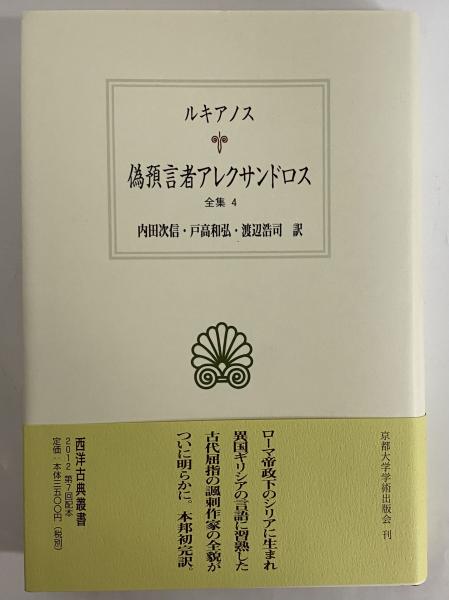 ルキアノス
偽預言者アレクサンドロス
全集 4
内田次信・戸高和弘・渡辺浩司 訳
ローマ帝政下のシリアに生まれ
異国ギリシアの言語に習熟した
古代屈指の諷刺作家の全貌が
ついに明らかに。本邦初完訳。
京都大学学術出版会 刊
西洋古典叢書
2012 第7回配本
定価：本体三五〇〇円（税別）